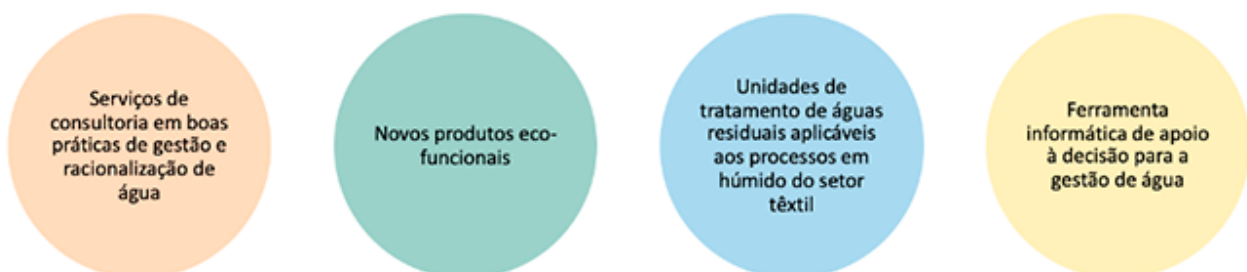 Serviços de
consultoria em boas
práticas de gestão e
racionalização de
água
Novos produtos eco-
funcionais
Unidades de
tratamento de águas
residuais aplicáveis
aos processos em
húmido do setor
têxtil
Ferramenta
informática de apoio
à decisão para a
gestão de água